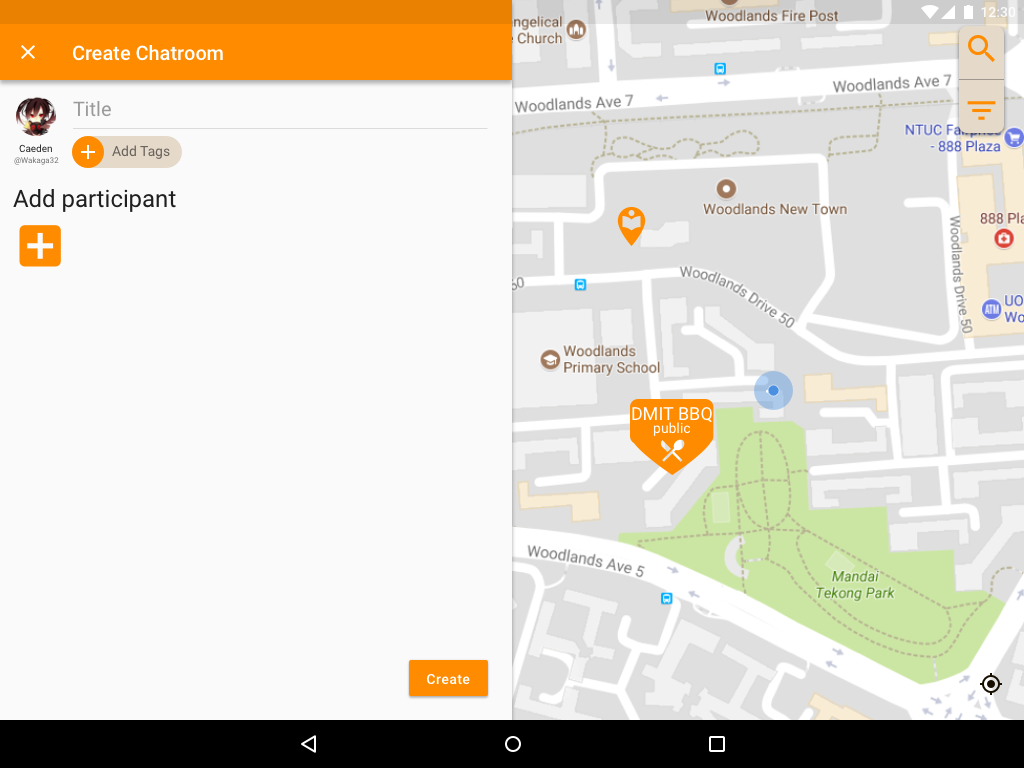 Create Chatroom
Title
Caeden
@Wakaga32
Add Tags
Add participant
Create
12:30
ngelical
Church
Woodlands Fire Post
Woodlands Ave 7
Woodlands Ave 7
NTUC Fairprice
- 888 Plaza
Woodlands New Town
888 Pla
Woodlands Drive 50
50
Woodlands Drive 50
ATM
UO
Wo
Woodlands
Primary School
DMIT BBQ
public
Woodlands Ave 5
Mandai
Tekong Park